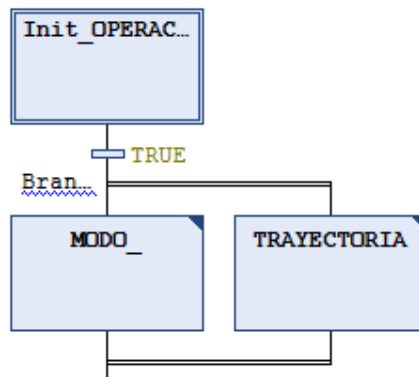 Init_OPERAC...
TRUE
Bran...
MODO_
TRAYECTORIA